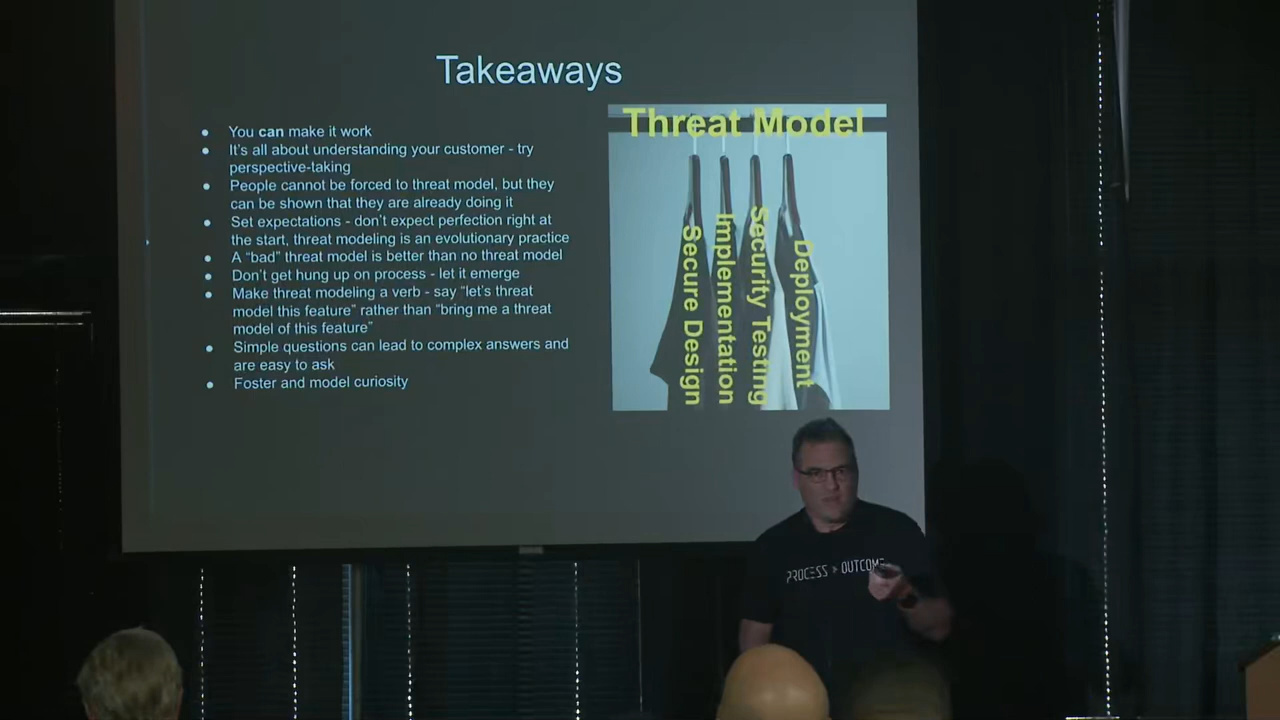 Takeaways
You can make it work
It's all about understanding your customer - try
perspective-taking
People cannot be forced to threat model, but they
can be shown that they are already doing it
Set expectations - don't expect perfection right at
the start, threat modeling is an evolutionary practice
A “bad” threat model is better than no threat model
Don't get hung up on process - let it emerge
Make threat modeling a verb - say “let's threat
model this feature” rather than “bring me a threat
model of this feature”
Simple questions can lead to complex answers and
are easy to ask
Foster and model curiosity
Threat Model
Secure Design
Implementation
Security Testing
Deployment
PROCESS OUTCOME